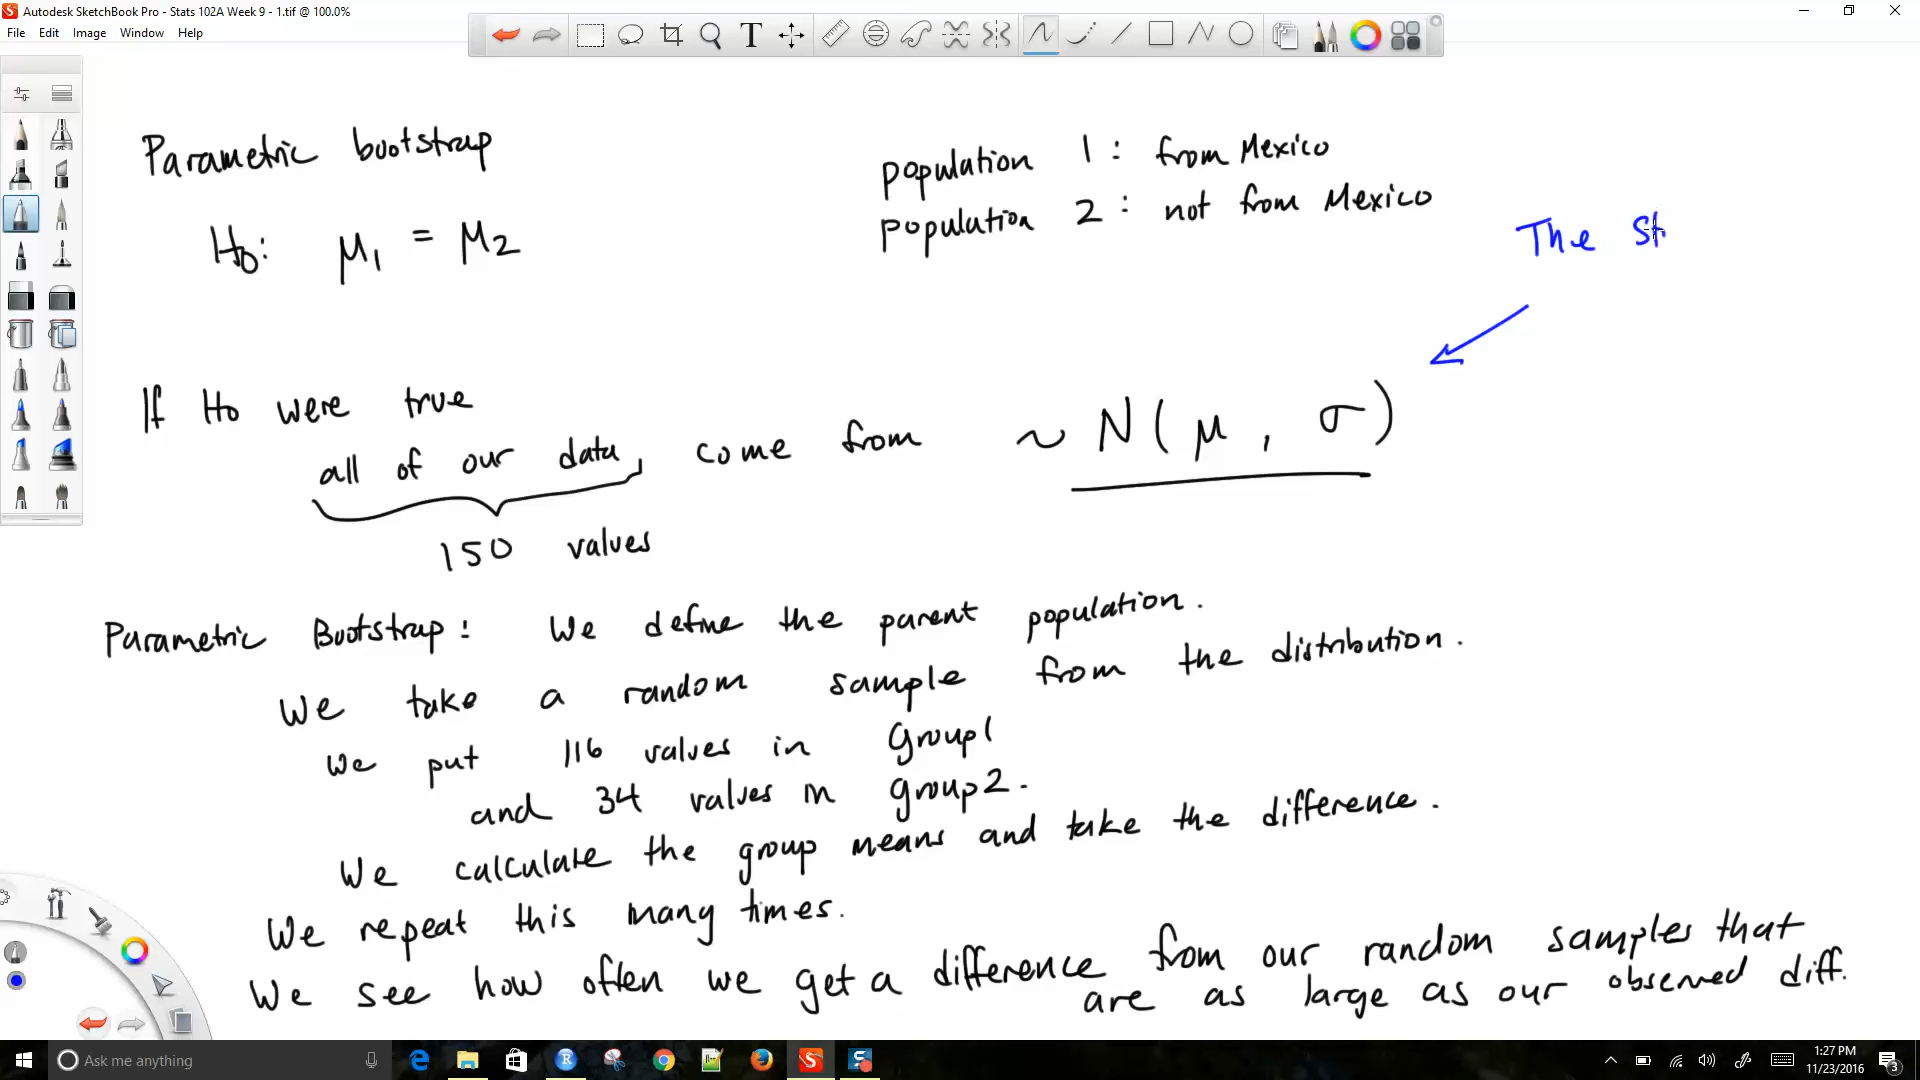 Autodesk SketchBook Pro - Stats 102A Week 9 - 1.tif @ 100.0%
File Edit Image Window Help
Parametric bootstrap
population 1 : from Mexico
population 2 : not from Mexico
H0: μ1 = μ2
The St
If Ho were true
all of our data, come from ~ N(μ, σ)
150 values
Parametric Bootstrap: We define the parent population.
We take a random sample from the distribution.
We put 116 values in Group1
and 34 values in group2.
We calculate the group means and take the difference.
We repeat this many times.
We see how often we get a difference from our random samples that
are as large as our observed diff.
Ask me anything
1:27 PM
11/23/2016
3